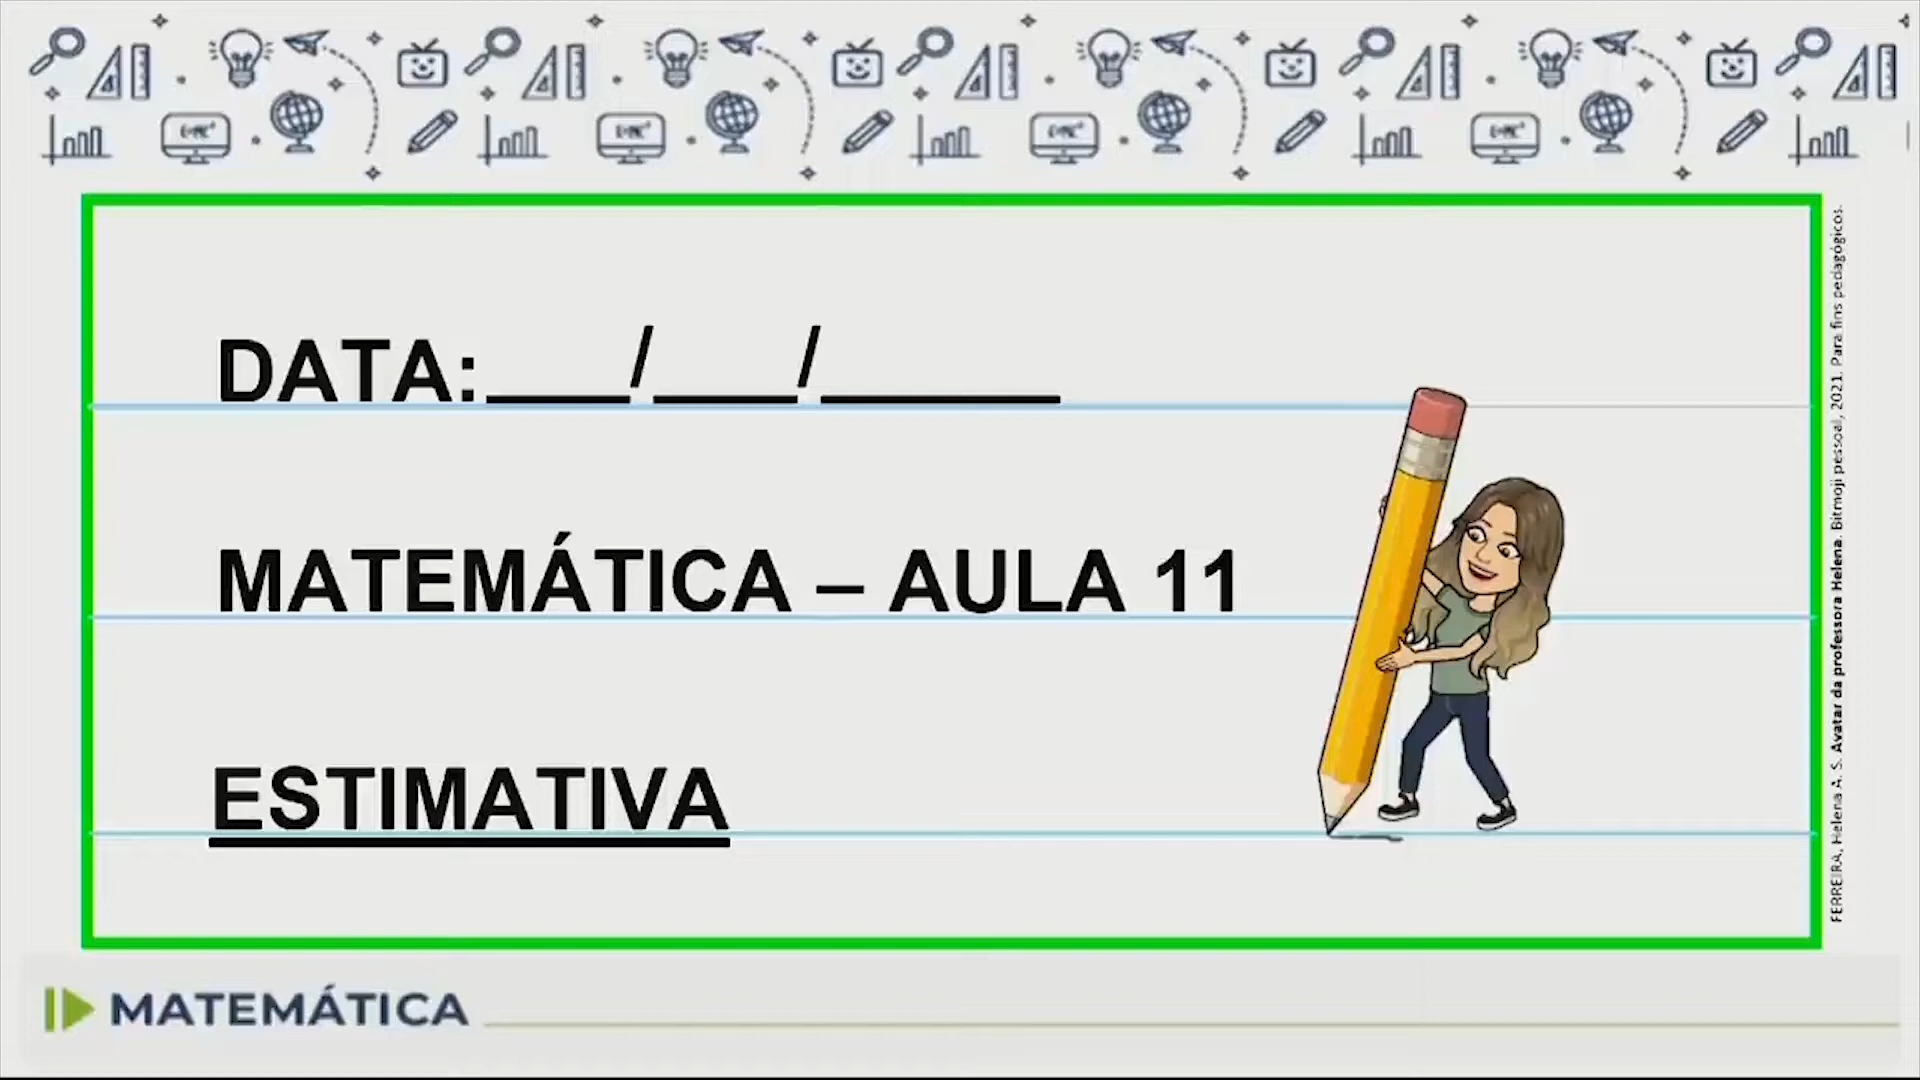 DATA:___/___/_____
MATEMÁTICA – AULA 11
ESTIMATIVA
FERREIRA, Helena A. S. Avatar da professora Helena. Bitmoji pessoal, 2021. Para fins pedagógicos.
MATEMÁTICA